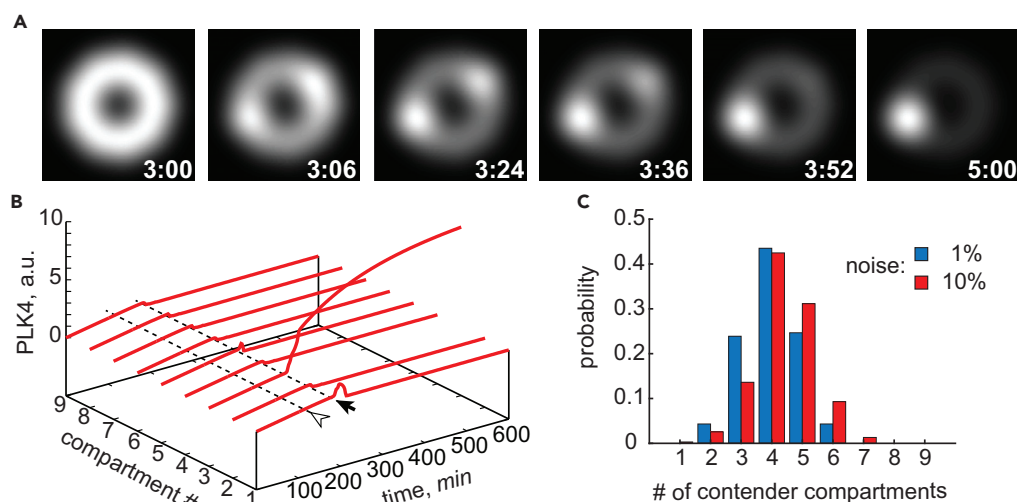 A
3:00 3:06 3:24 3:36 3:52 5:00
B
PLK4, a.u.
10
5
0
9 8 7 6 5 4 3 2 1
compartment #
100 200 300 400 500 600
time, min
C
probability
0.5
0.4
0.3
0.2
0.1
0
noise: 1%
10%
1 2 3 4 5 6 7 8 9
# of contender compartments